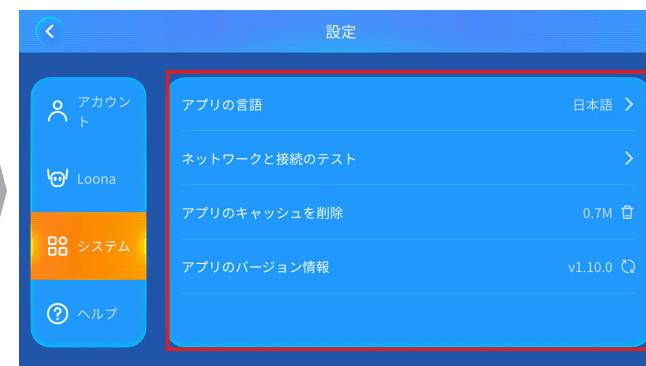 設定
アカウン
ト
Loona
システム
ヘルプ
アプリの言語 日本語
ネットワークと接続のテスト
アプリのキャッシュを削除 0.7M
アプリのバージョン情報 v1.10.0